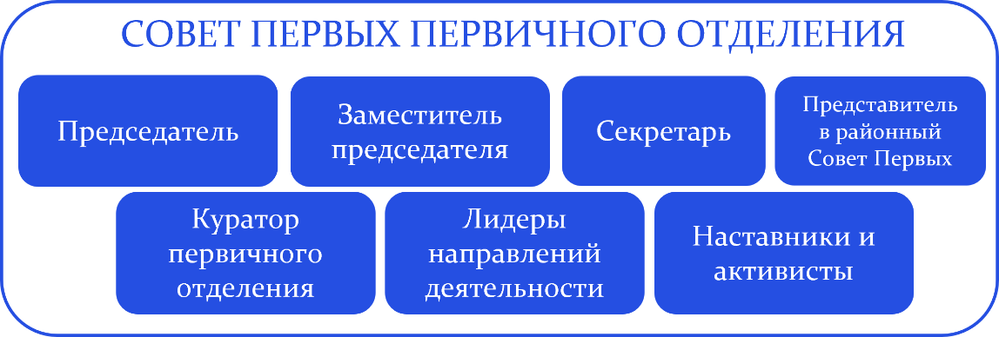 СОВЕТ ПЕРВЫХ ПЕРВИЧНОГО ОТДЕЛЕНИЯ
Председатель
Заместитель
председателя
Секретарь
Представитель
в районный
Совет Первых
Куратор
первичного
отделения
Лидеры
направлений
деятельности
Наставники и
активисты